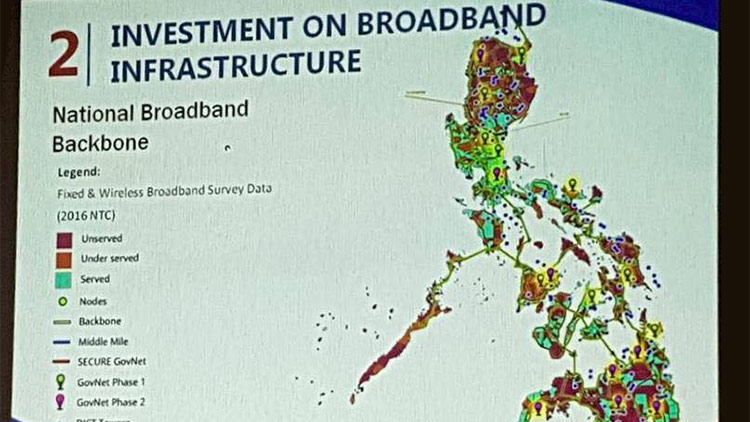 2
INVESTMENT ON BROADBAND
INFRASTRUCTURE
National Broadband
Backbone
Legend:
Fixed & Wireless Broadband Survey Data
(2016 NTC)
Unserved
Under served
Served
Nodes
Backbone
Middle Mile
SECURE GovNet
GovNet Phase 1
GovNet Phase 2